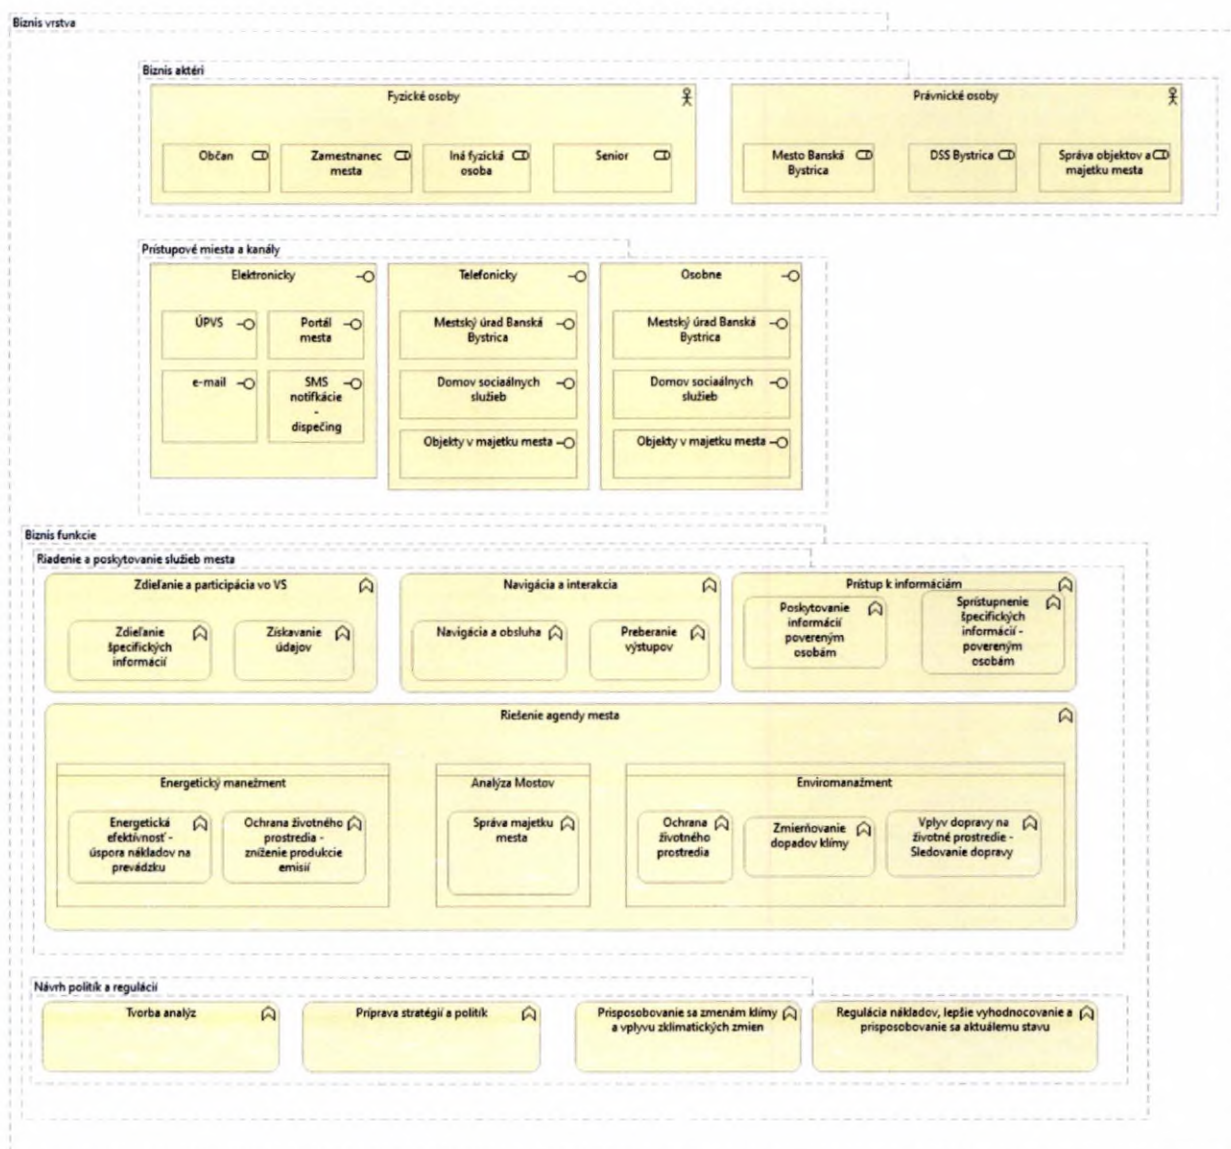 Biznis vrstva
Biznis aktéri
Fyzické osoby
Občan
Zamestnanec
mesta
Iná fyzická
osoba
Senior
Právnické osoby
Mesto Banská
Bystrica
DSS Bystrica
Správa objektov a
majetku mesta
Prístupové miesta a kanály
Elektronicky
ÚPVS
Portál
mesta
e-mail
SMS
notifkácie
-
dispečing
Telefonicky
Mestský úrad Banská
Bystrica
Domov sociaálnych
služieb
Objekty v majetku mesta
Osobne
Mestský úrad Banská
Bystrica
Domov sociaálnych
služieb
Objekty v majetku mesta
Biznis funkcie
Riadenie a poskytovanie služieb mesta
Zdieľanie a participácia vo VS
Zdieľanie
špecifických
informácií
Získavanie
údajov
Navigácia a interakcia
Navigácia a obsluha
Preberanie
výstupov
Prístup k informáciám
Poskytovanie
informácií
povereným
osobám
Sprístupnenie
špecifických
informácií -
povereným
osobám
Riešenie agendy mesta
Energetický manežment
Energetická
efektívnosť -
úspora nákladov na
prevádzku
Ochrana životného
prostredia -
zníženie produkcie
emisií
Analýza Mostov
Správa majetku
mesta
Enviromanažment
Ochrana
životného
prostredia
Zmierňovanie
dopadov klímy
Vplyv dopravy na
životné prostredie -
Sledovanie dopravy
Návrh politík a regulácií
Tvorba analýz
Príprava stratégií a politík
Prisposobovanie sa zmenám klímy
a vplyvu zklimatických zmien
Regulácia nákladov, lepšie vyhodnocovanie a
prisposobovanie sa aktuálemu stavu